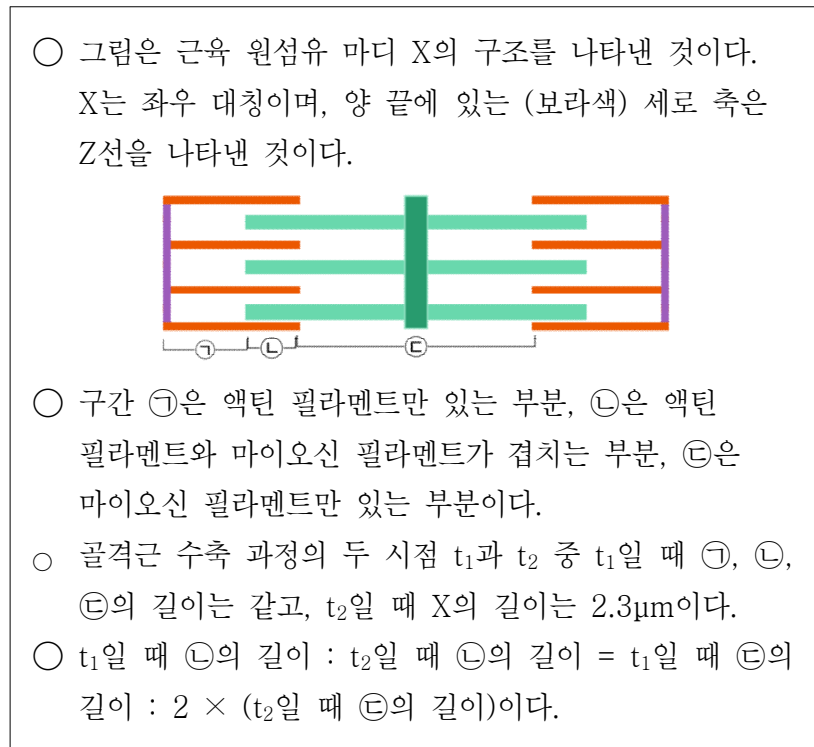 ○ 그림은 근육 원섬유 마디 X의 구조를 나타낸 것이다.
X는 좌우 대칭이며, 양 끝에 있는 (보라색) 세로 축은
Z선을 나타낸 것이다.
㉠ ㉡ ㉢
○ 구간 ㉠은 액틴 필라멘트만 있는 부분, ㉡은 액틴
필라멘트와 마이오신 필라멘트가 겹치는 부분, ㉢은
마이오신 필라멘트만 있는 부분이다.
○ 골격근 수축 과정의 두 시점 t₁과 t₂ 중 t₁일 때 ㉠, ㉡,
㉢의 길이는 같고, t₂일 때 X의 길이는 2.3μm이다.
○ t₁일 때 ㉡의 길이 : t₂일 때 ㉡의 길이 = t₁일 때 ㉢의
길이 : 2 × (t₂일 때 ㉢의 길이)이다.